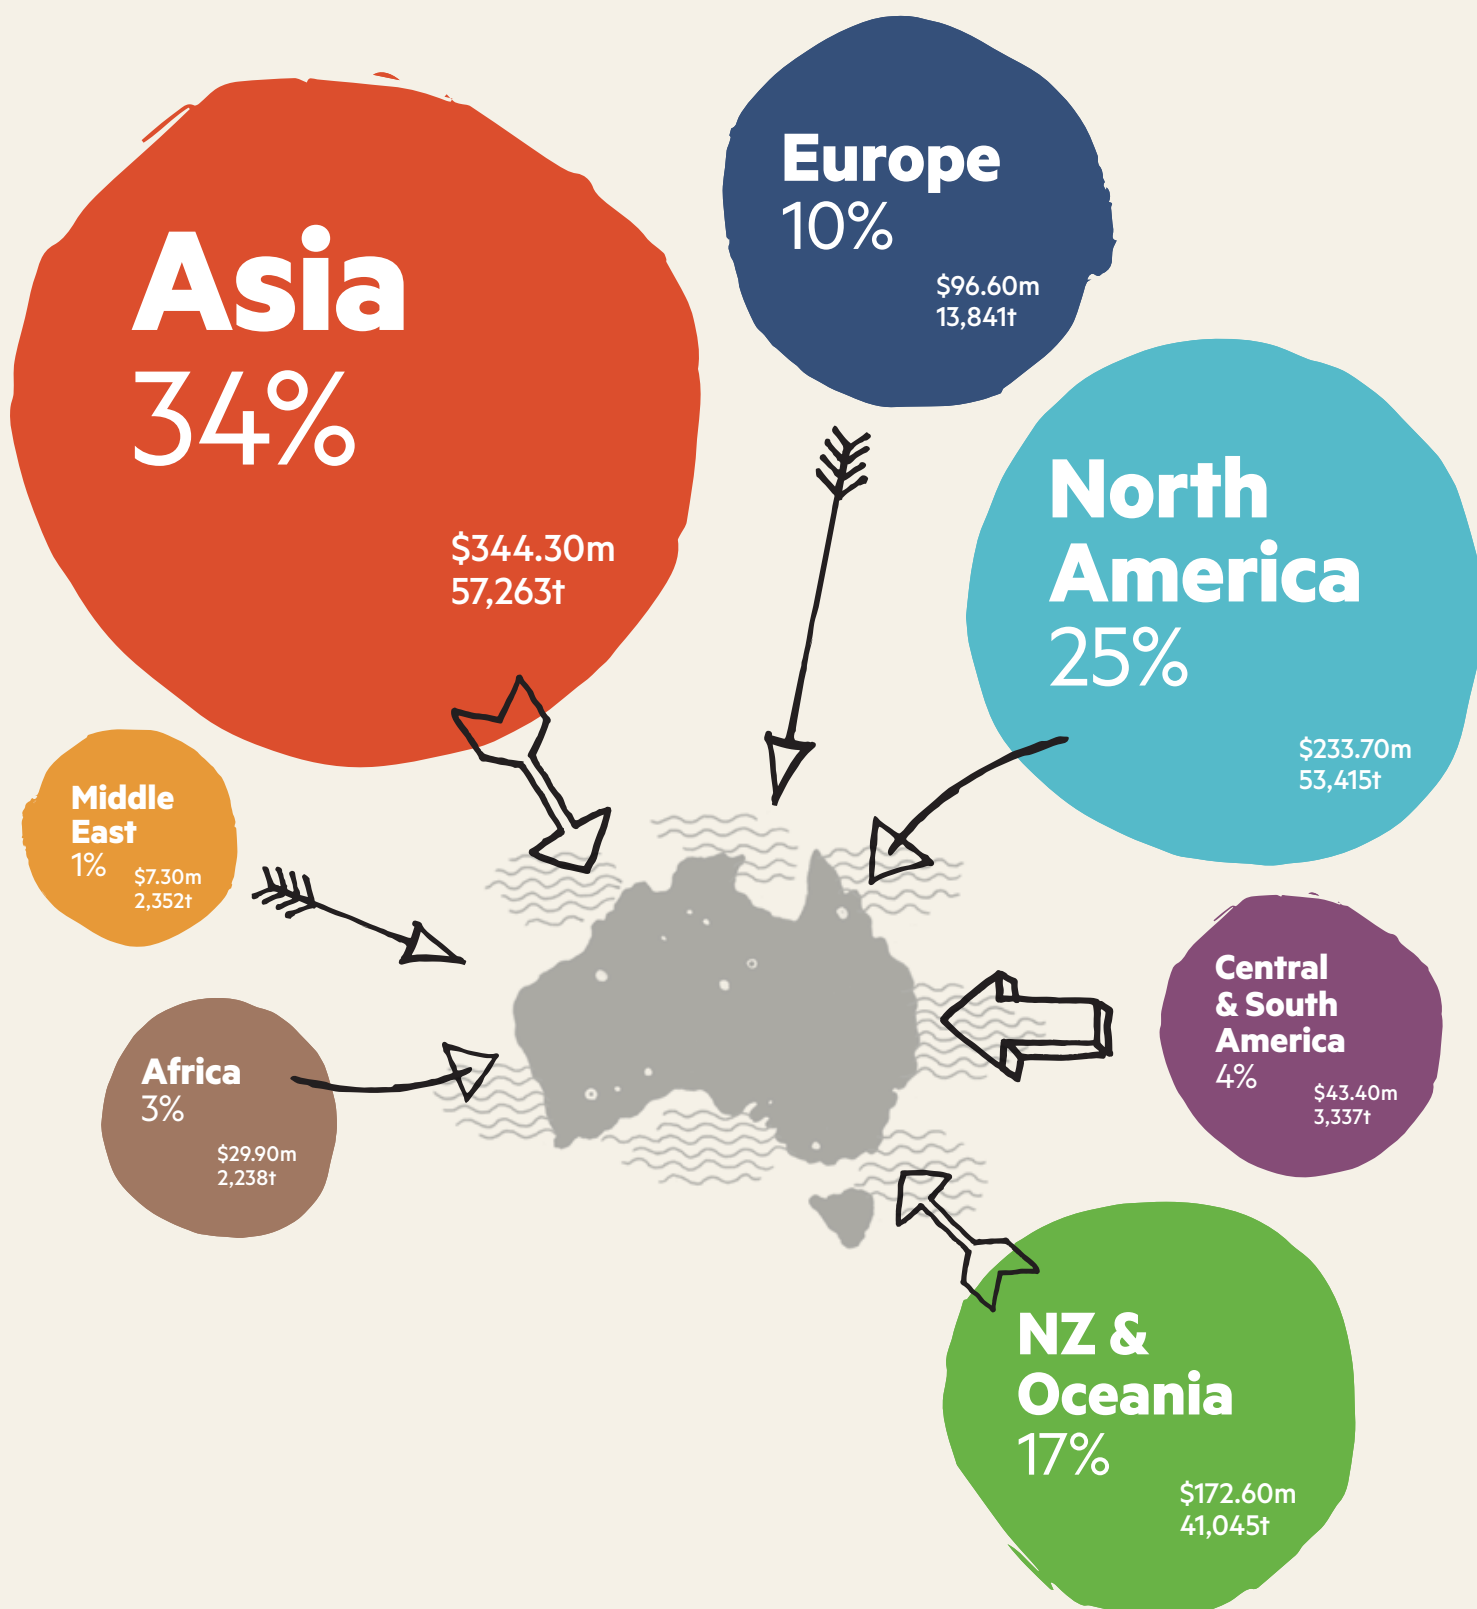 Asia
34%
$344.30m
57,263t
Europe
10%
$96.60m
13,841t
North
America
25%
$233.70m
53,415t
Middle
East
1%
$7.30m
2,352t
Central
& South
America
4%
$43.40m
3,337t
Africa
3%
$29.90m
2,238t
NZ &
Oceania
17%
$172.60m
41,045t